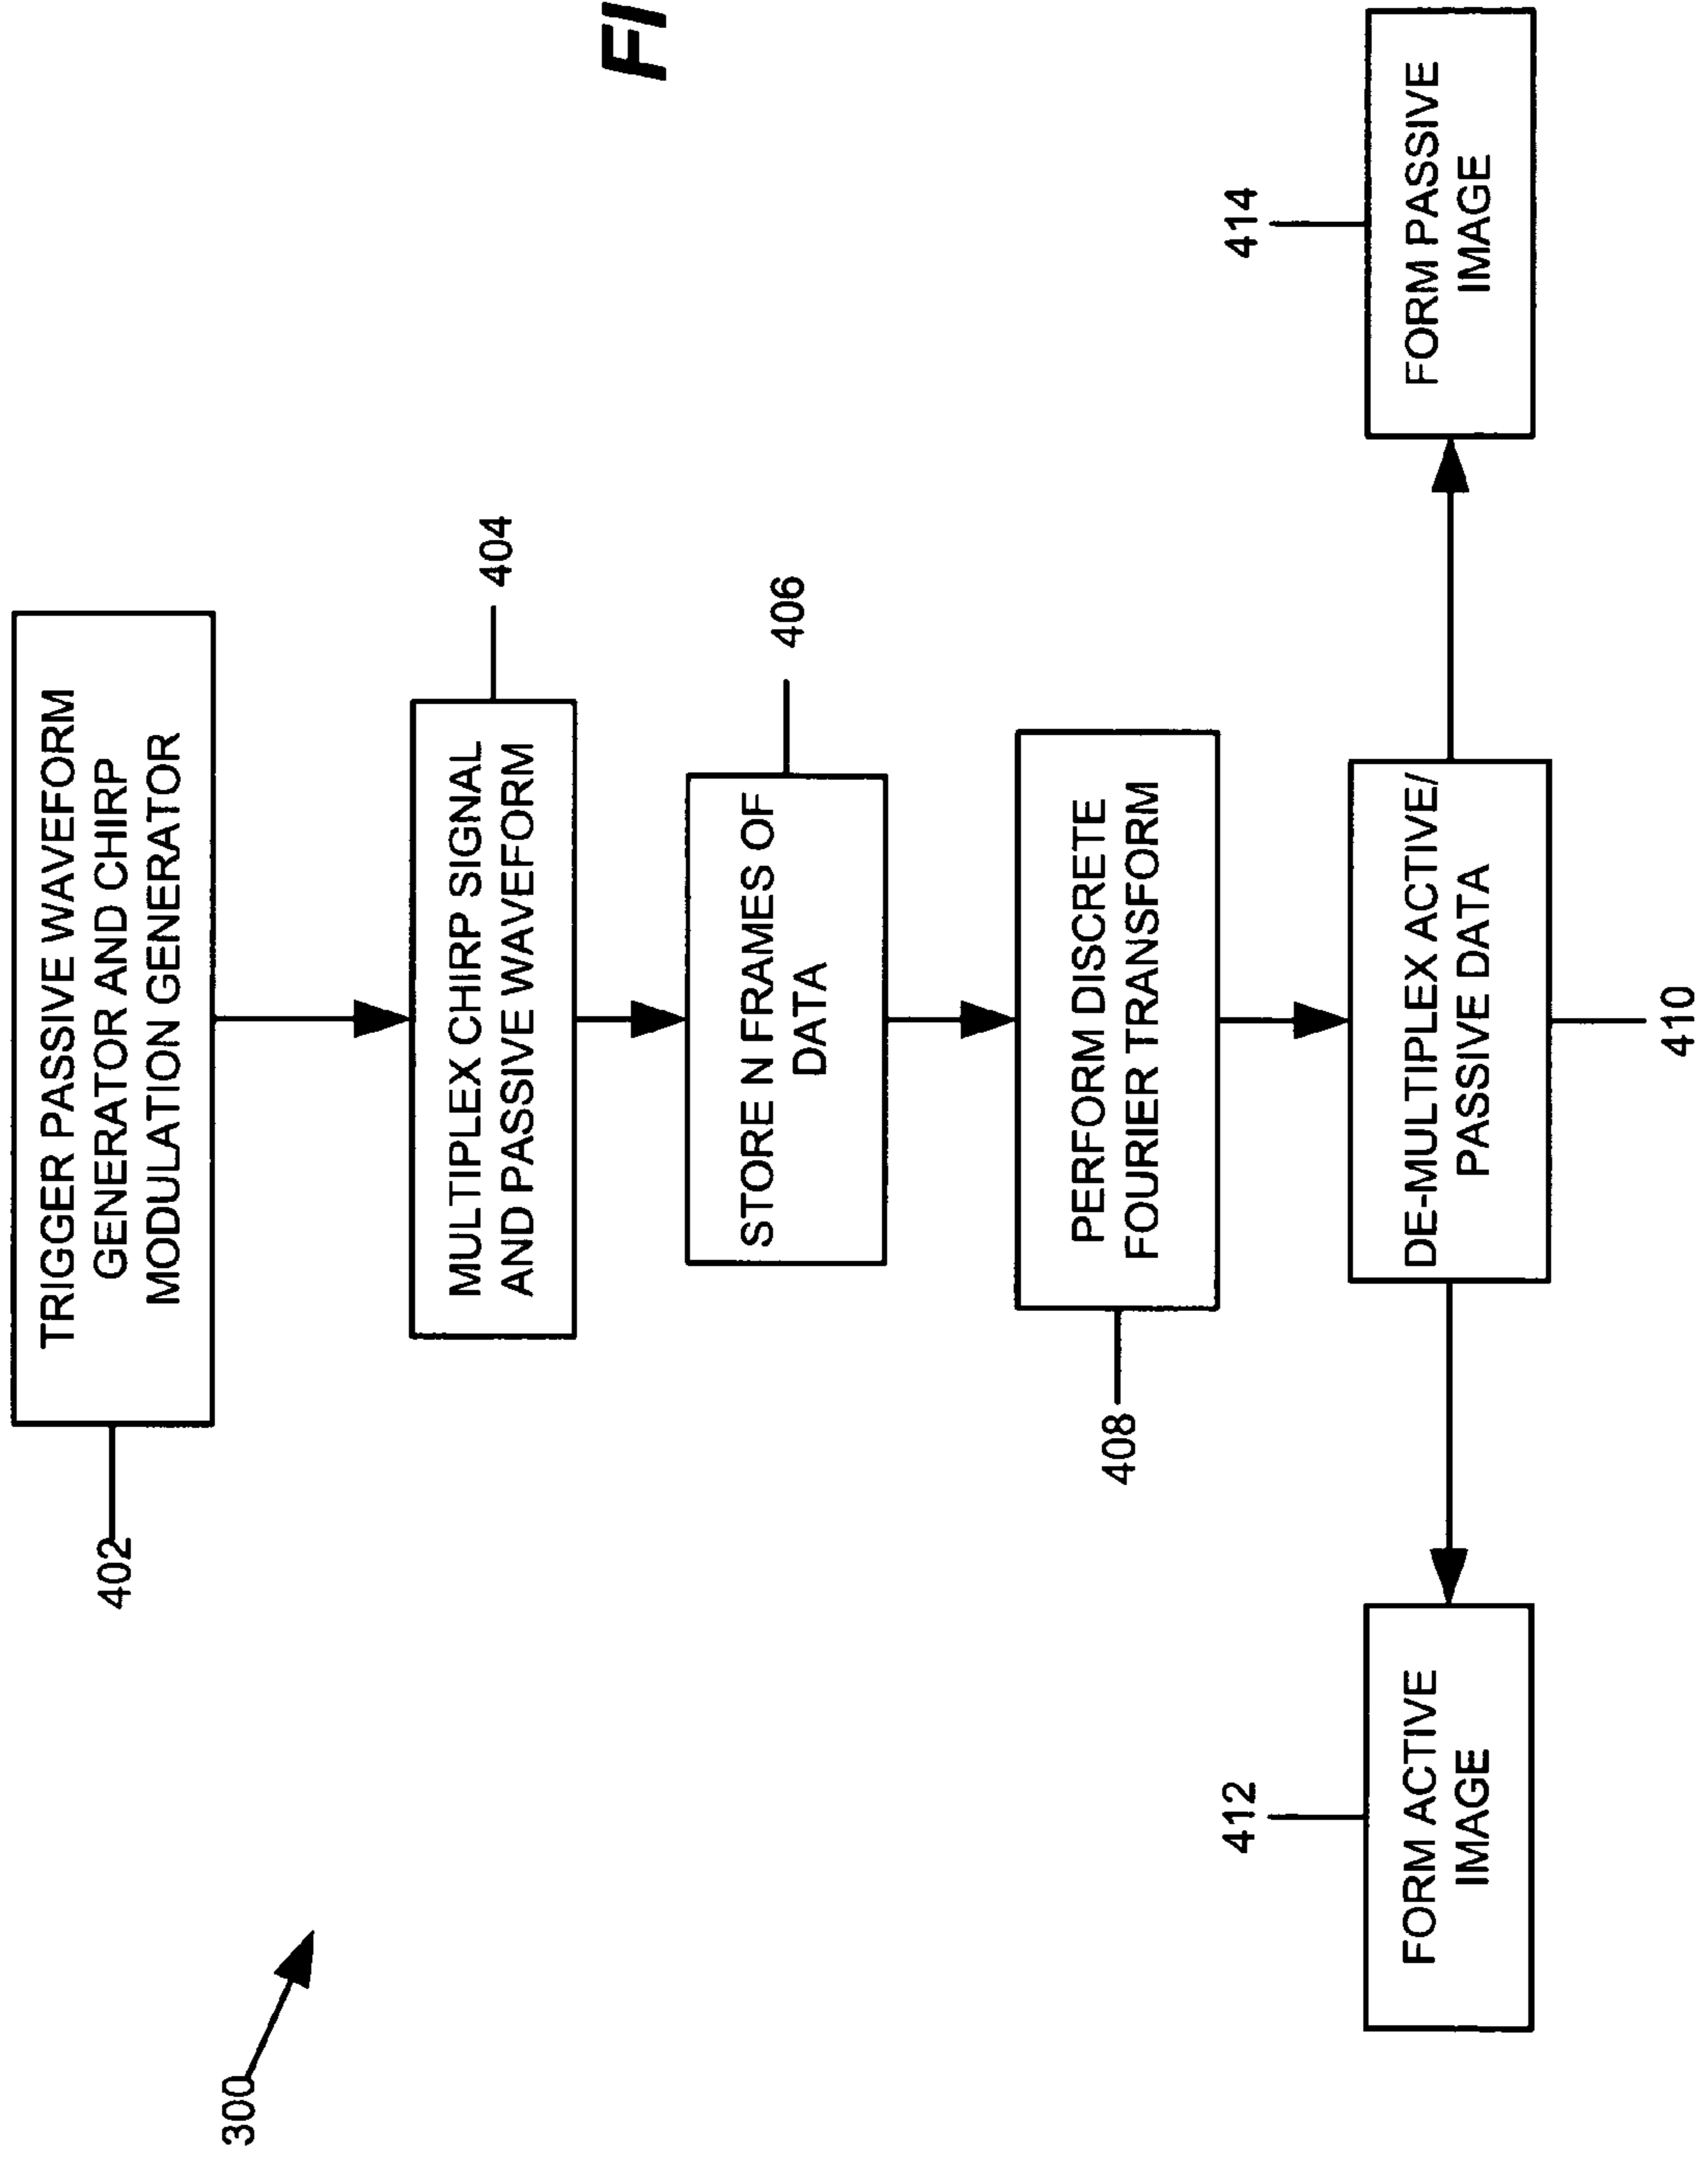 300
402
TRIGGER PASSIVE WAVEFORM
GENERATOR AND CHIRP
MODULATION GENERATOR
MULTIPLEX CHIRP SIGNAL
AND PASSIVE WAVEFORM
404
STORE N FRAMES OF
DATA
406
408
PERFORM DISCRETE
FOURIER TRANSFORM
DE-MULTIPLEX ACTIVE/
PASSIVE DATA
410
412
FORM ACTIVE
IMAGE
414
FORM PASSIVE
IMAGE
FI